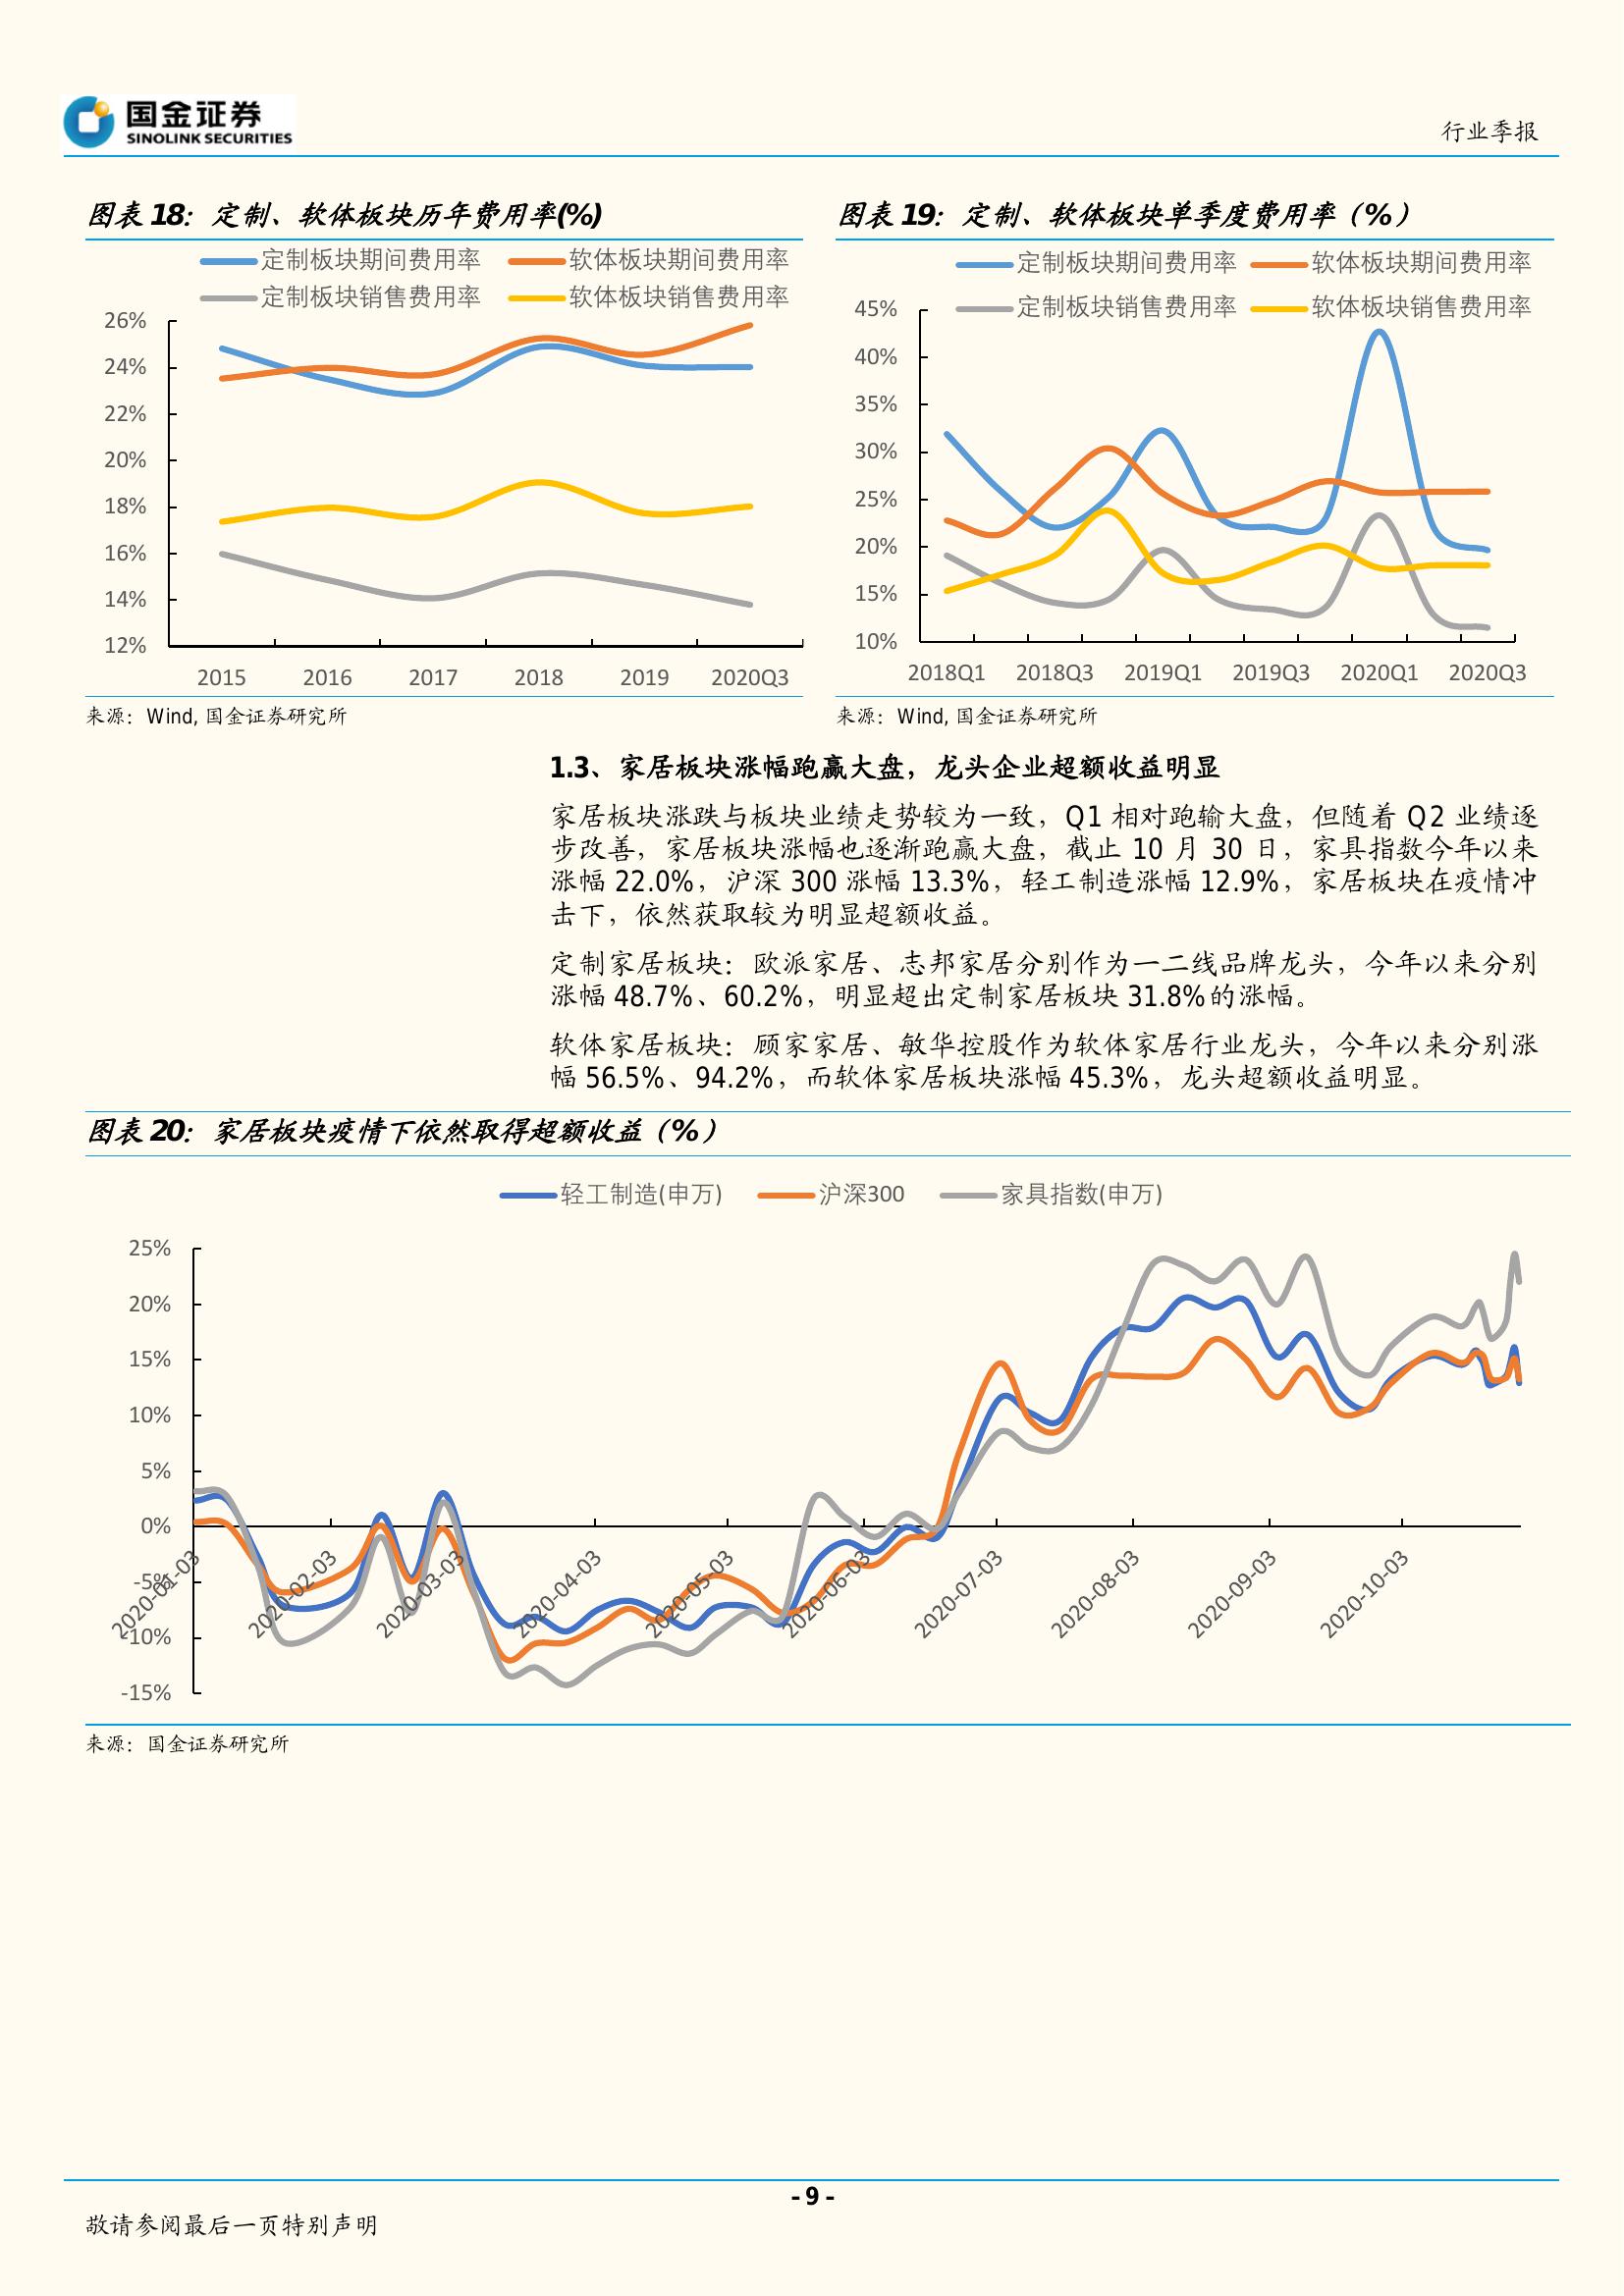 国金证券
SINOLINK SECURITIES
行业季报
图表18：定制、软体板块历年费用率(%)
定制板块期间费用率 软体板块期间费用率
定制板块销售费用率 软体板块销售费用率
26%
24%
22%
20%
18%
16%
14%
12%
2015 2016 2017 2018 2019 2020Q3
来源：Wind, 国金证券研究所
图表19：定制、软体板块单季度费用率（%）
定制板块期间费用率 软体板块期间费用率
定制板块销售费用率 软体板块销售费用率
45%
40%
35%
30%
25%
20%
15%
10%
2018Q1 2018Q3 2019Q1 2019Q3 2020Q1 2020Q3
来源：Wind, 国金证券研究所
1.3、家居板块涨幅跑赢大盘，龙头企业超额收益明显
家居板块涨跌与板块业绩走势较为一致，Q1 相对跑输大盘，但随着 Q2 业绩逐
步改善，家居板块涨幅也逐渐跑赢大盘，截止 10 月 30 日，家具指数今年以来
涨幅 22.0%，沪深 300 涨幅 13.3%，轻工制造涨幅 12.9%，家居板块在疫情冲
击下，依然获取较为明显超额收益。
定制家居板块：欧派家居、志邦家居分别作为一二线品牌龙头，今年以来分别
涨幅 48.7%、60.2%，明显超出定制家居板块 31.8%的涨幅。
软体家居板块：顾家家居、敏华控股作为软体家居行业龙头，今年以来分别涨
幅 56.5%、94.2%，而软体家居板块涨幅 45.3%，龙头超额收益明显。
图表20：家居板块疫情下依然取得超额收益（%）
轻工制造(申万) 沪深300 家具指数(申万)
25%
20%
15%
10%
5%
0%
-5%
-10%
-15%
2020-01-03 2020-02-03 2020-03-03 2020-04-03 2020-05-03 2020-06-03 2020-07-03 2020-08-03 2020-09-03 2020-10-03
来源：国金证券研究所
- 9 -
敬请参阅最后一页特别声明